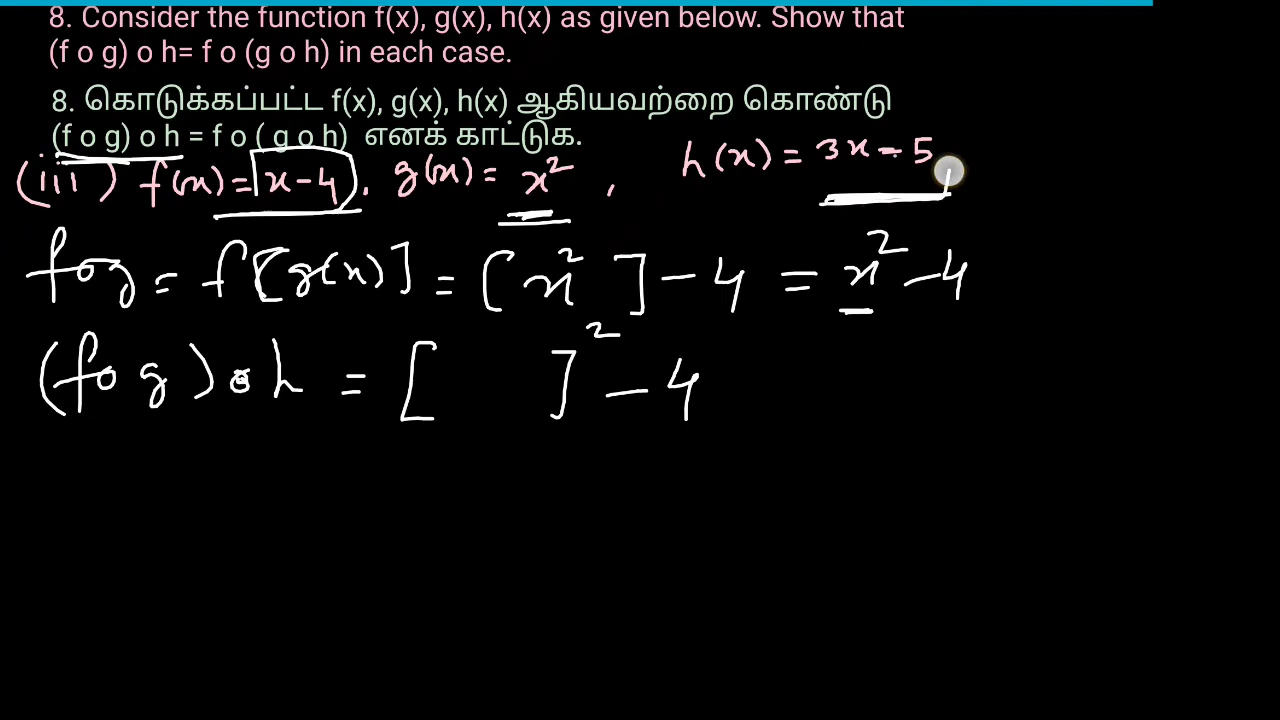 8. Consider the function f(x), g(x), h(x) as given below. Show that
(f o g) o h= f o (g o h) in each case.
8. கொடுக்கப்பட்ட f(x), g(x), h(x) ஆகியவற்றை கொண்டு
(f o g) o h = f o ( g o h) எனக் காட்டுக.
(iii) f(x) = x-4, g(x) = x², h(x) = 3x - 5
fog = f[g(x)] = [x²] - 4 = x² - 4
(fog) o h = [ ]² - 4